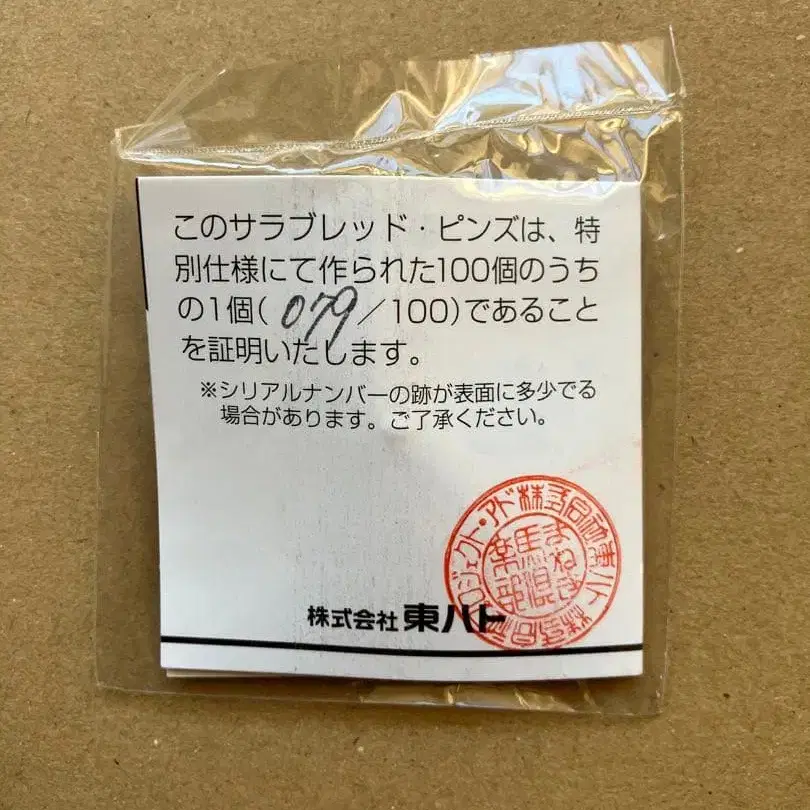 このサラブレッド・ピンズは、特
別仕様にて作られた100個のうち
の1個(079/100)であること
を証明いたします。
※シリアルナンバーの跡が表面に多少でる
場合があります。ご了承ください。
株式会社東ハト